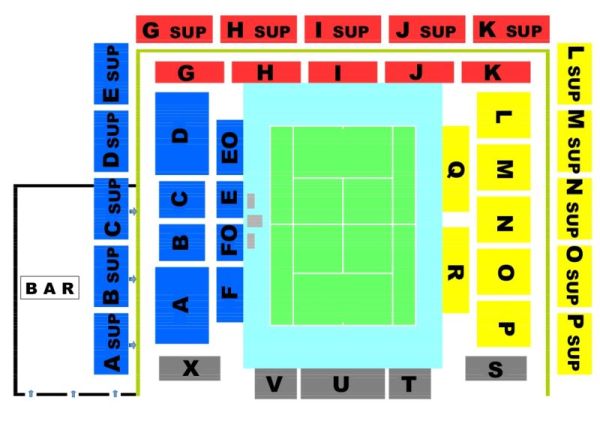 G SUP
H SUP
I SUP
J SUP
K SUP
G
H
I
J
K
E SUP
D SUP
C SUP
B SUP
A SUP
D
C
B
A
EO
E
FO
F
Q
R
L
M
N
O
P
L SUP
M SUP
N SUP
O SUP
P SUP
BAR
X
V
U
T
S